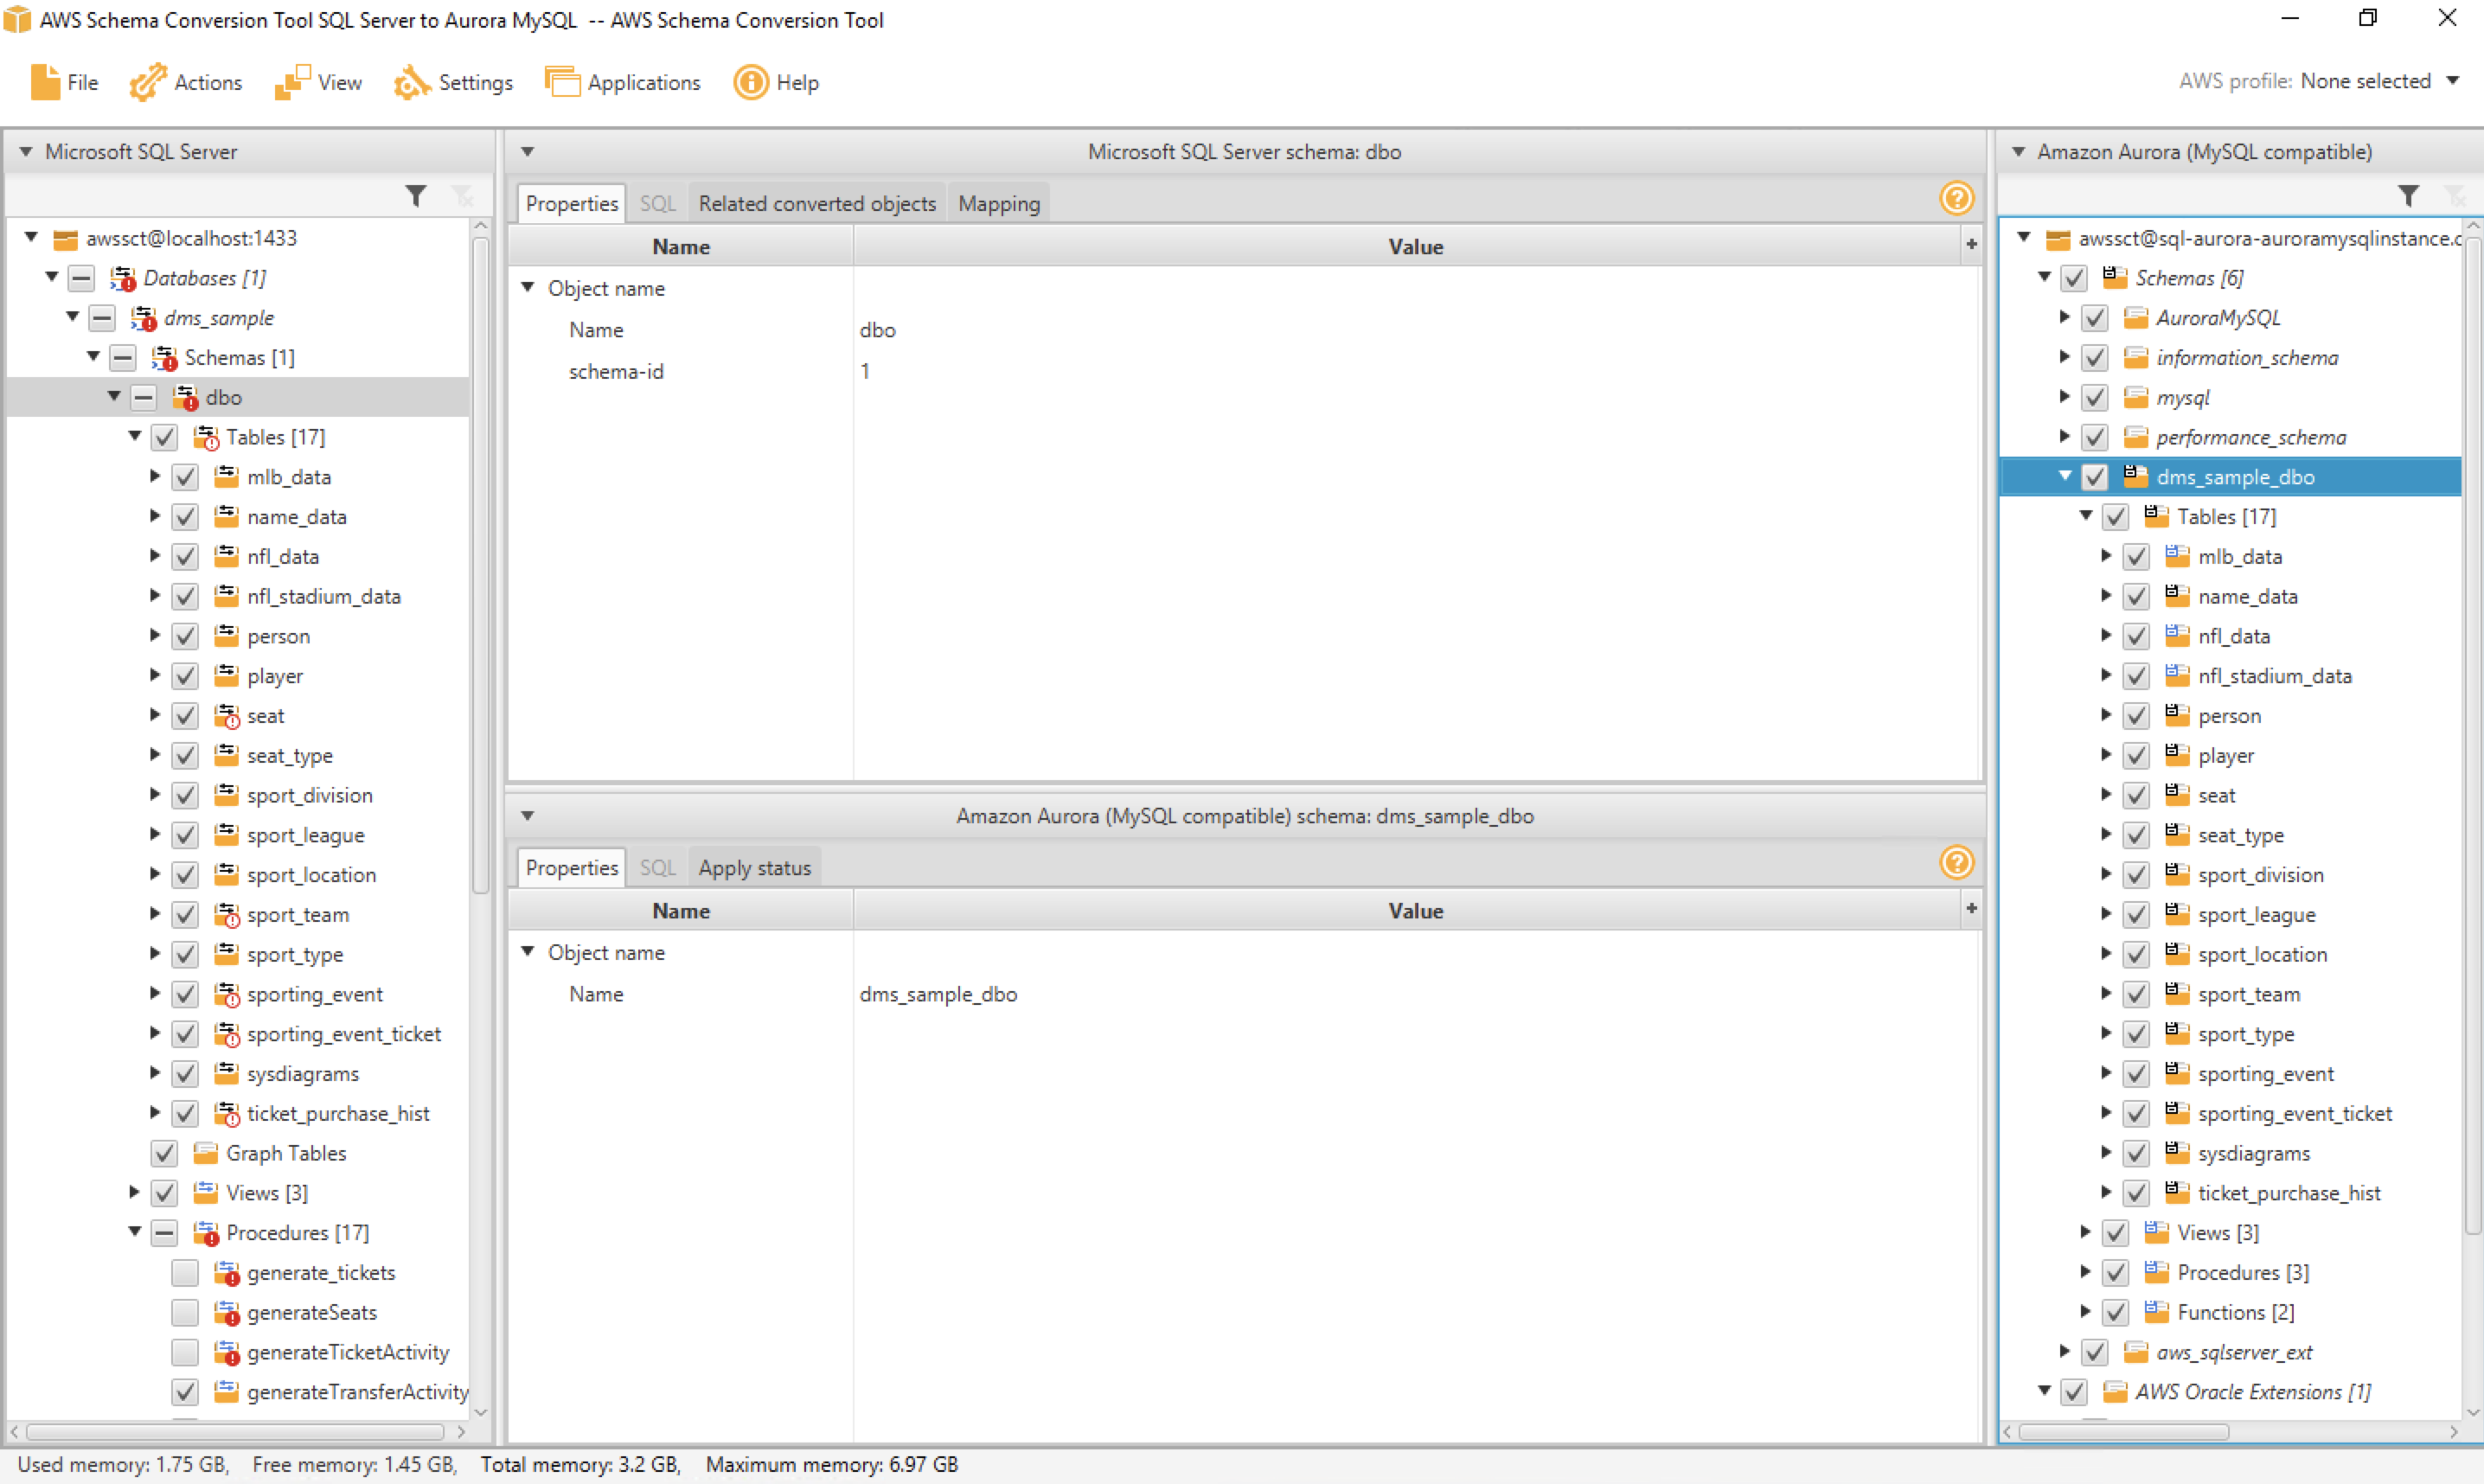 AWS Schema Conversion Tool SQL Server to Aurora MySQL -- AWS Schema Conversion Tool
File Actions View Settings Applications Help
AWS profile: None selected
Microsoft SQL Server
awssct@localhost:1433
Databases [1]
dms_sample
Schemas [1]
dbo
Tables [17]
mlb_data
name_data
nfl_data
nfl_stadium_data
person
player
seat
seat_type
sport_division
sport_league
sport_location
sport_team
sport_type
sporting_event
sporting_event_ticket
sysdiagrams
ticket_purchase_hist
Graph Tables
Views [3]
Procedures [17]
generate_tickets
generateSeats
generateTicketActivity
generateTransferActivity
Microsoft SQL Server schema: dbo
Properties SQL Related converted objects Mapping
Name Value
Object name
Name dbo
schema-id 1
Amazon Aurora (MySQL compatible) schema: dms_sample_dbo
Properties SQL Apply status
Name Value
Object name
Name dms_sample_dbo
Amazon Aurora (MySQL compatible)
awssct@sql-aurora-auroramysqlinstance.c
Schemas [6]
AuroraMySQL
information_schema
mysql
performance_schema
dms_sample_dbo
Tables [17]
mlb_data
name_data
nfl_data
nfl_stadium_data
person
player
seat
seat_type
sport_division
sport_league
sport_location
sport_team
sport_type
sporting_event
sporting_event_ticket
sysdiagrams
ticket_purchase_hist
Views [3]
Procedures [3]
Functions [2]
aws_sqlserver_ext
AWS Oracle Extensions [1]
Used memory: 1.75 GB, Free memory: 1.45 GB, Total memory: 3.2 GB, Maximum memory: 6.97 GB